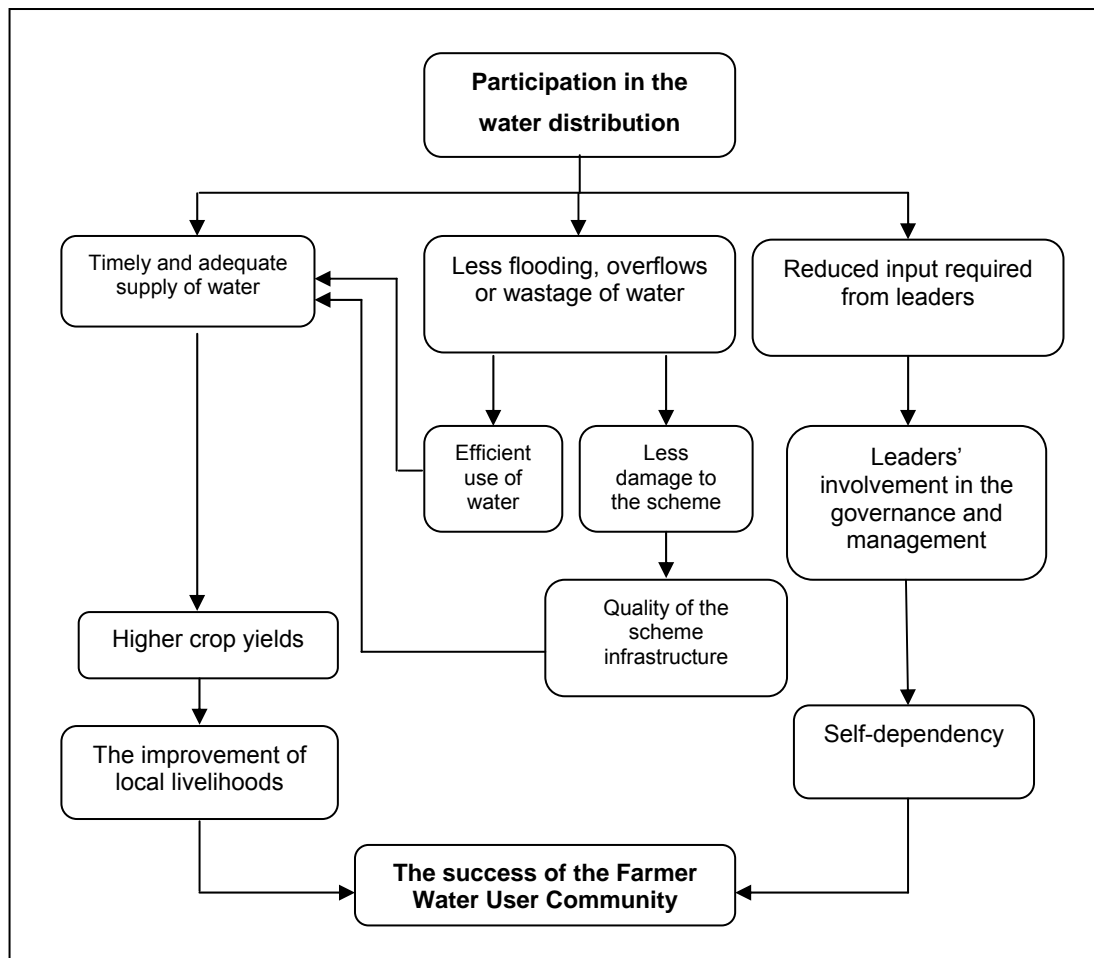 Participation in the
water distribution
Timely and adequate
supply of water
Less flooding, overflows
or wastage of water
Reduced input required
from leaders
Efficient
use of
water
Less
damage to
the scheme
Leaders’
involvement in the
governance and
management
Quality of the
scheme
infrastructure
Higher crop yields
The improvement of
local livelihoods
Self-dependency
The success of the Farmer
Water User Community